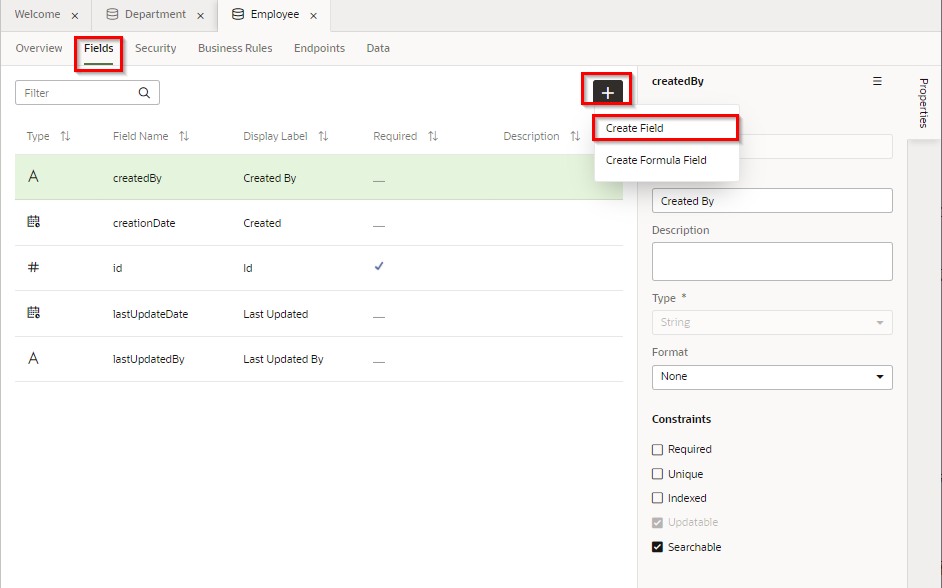 Welcome × Department × Employee ×
Overview Fields Security Business Rules Endpoints Data
Filter
+
Create Field
Create Formula Field
Type Field Name Display Label Required Description
A createdBy Created By —
creationDate Created —
# id Id ✓
lastUpdateDate Last Updated —
A lastUpdatedBy Last Updated By —
createdBy
Created By
Description
Type *
String
Format
None
Constraints
Required
Unique
Indexed
Updatable
Searchable
Properties